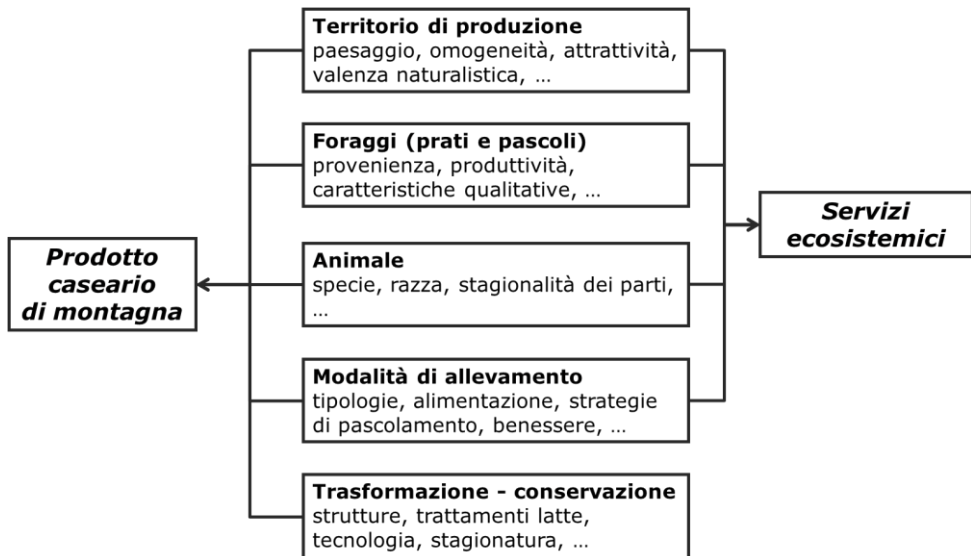 Territorio di produzione
paesaggio, omogeneità, attrattività,
valenza naturalistica, ...
Foraggi (prati e pascoli)
provenienza, produttività,
caratteristiche qualitative, ...
Servizi
ecosistemici
Prodotto
caseario
di montagna
Animale
specie, razza, stagionalità dei parti,
...
Modalità di allevamento
tipologie, alimentazione, strategie
di pascolamento, benessere, ...
Trasformazione - conservazione
strutture, trattamenti latte,
tecnologia, stagionatura, ...